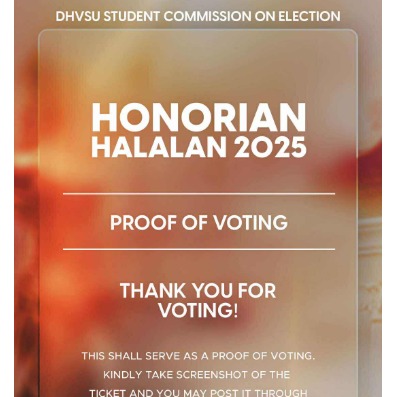 DHVSU STUDENT COMMISSION ON ELECTION
HONORIAN
HALALAN 2025
PROOF OF VOTING
THANK YOU FOR
VOTING!
THIS SHALL SERVE AS A PROOF OF VOTING.
KINDLY TAKE SCREENSHOT OF THE
TICKET AND YOU MAY POST IT THROUGH